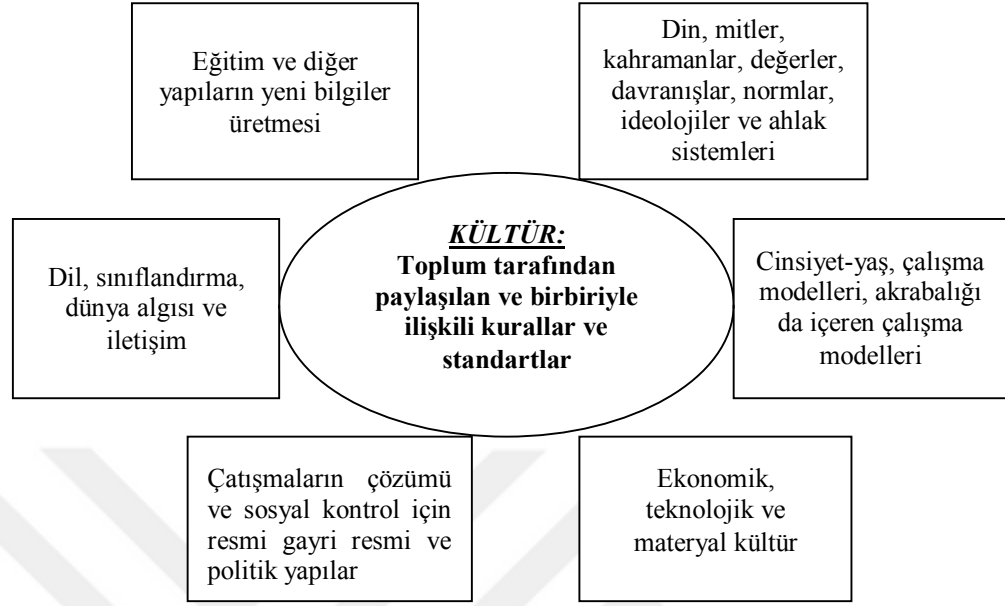 Eğitim ve diğer
yapıların yeni bilgiler
üretmesi
Din, mitler,
kahramanlar, değerler,
davranışlar, normlar,
ideolojiler ve ahlak
sistemleri
Dil, sınıflandırma,
dünya algısı ve
iletişim
KÜLTÜR:
Toplum tarafından
paylaşılan ve birbiriyle
ilişkili kurallar ve
standartlar
Cinsiyet-yaş, çalışma
modelleri, akrabalığı
da içeren çalışma
modelleri
Çatışmaların çözümü
ve sosyal kontrol için
resmi gayri resmi ve
politik yapılar
Ekonomik,
teknolojik ve
materyal kültür